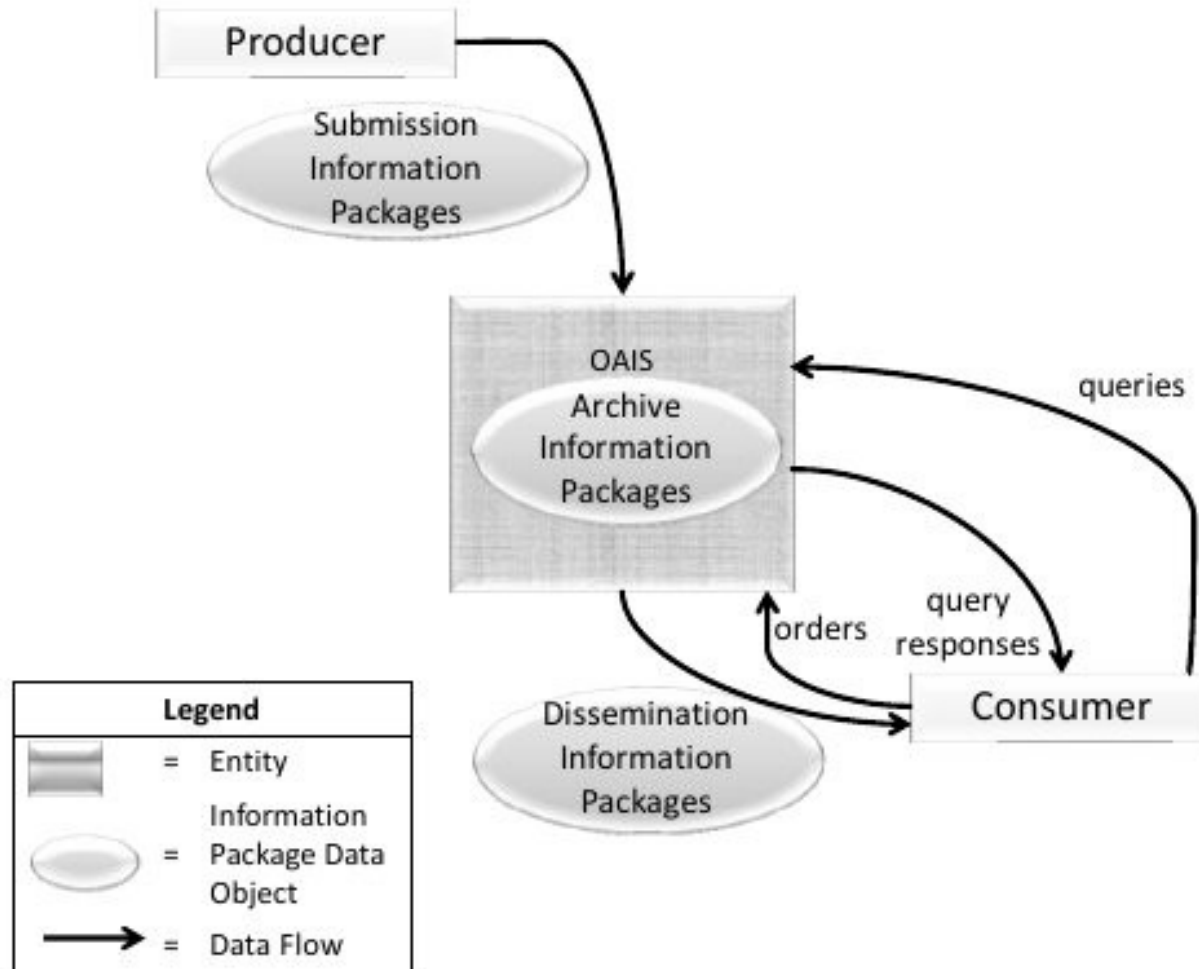 Producer
Submission
Information
Packages
OAIS
Archive
Information
Packages
queries
query
responses
orders
Consumer
Dissemination
Information
Packages
Legend
= Entity
Information
= Package Data
Object
= Data Flow